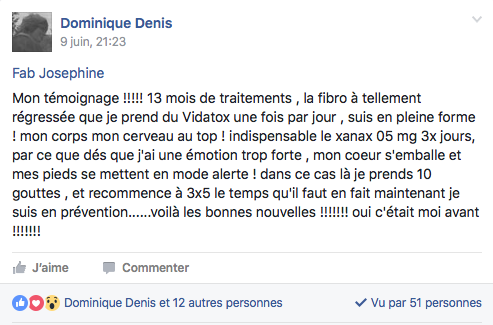 Dominique Denis
9 juin, 21:23
Fab Josephine
Mon témoignage !!!!! 13 mois de traitements , la fibro à tellement
régressée que je prend du Vidatox une fois par jour , suis en pleine forme
! mon corps mon cerveau au top ! indispensable le xanax 05 mg 3x jours,
par ce que dés que j'ai une émotion trop forte , mon coeur s'emballe et
mes pieds se mettent en mode alerte ! dans ce cas là je prends 10
gouttes , et recommence à 3x5 le temps qu'il faut en fait maintenant je
suis en prévention......voilà les bonnes nouvelles !!!!!!! oui c'était moi avant
!!!!!!!
J'aime Commenter
Dominique Denis et 12 autres personnes Vu par 51 personnes